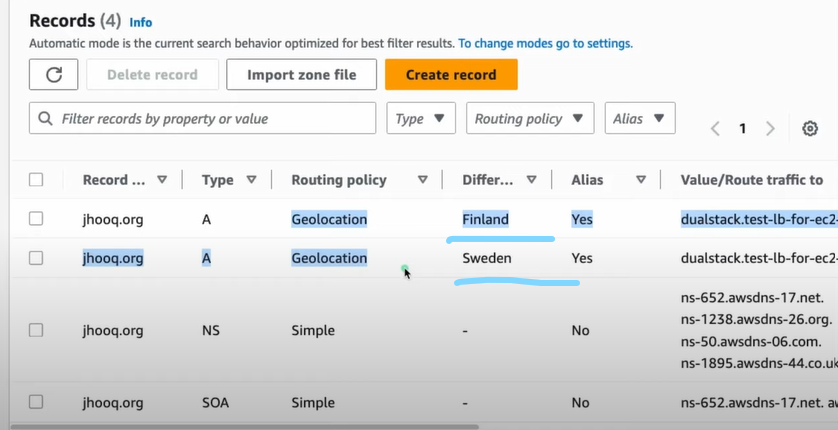 Records (4) Info
Automatic mode is the current search behavior optimized for best filter results. To change modes go to settings.
Delete record Import zone file Create record
Filter records by property or value Type Routing policy Alias 1
Record ... Type Routing policy Differ... Alias Value/Route traffic to
jhooq.org A Geolocation Finland Yes dualstack.test-lb-for-ec2-
jhooq.org A Geolocation Sweden Yes dualstack.test-lb-for-ec2-
ns-652.awsdns-17.net.
ns-1238.awsdns-26.org.
jhooq.org NS Simple - No
ns-50.awsdns-06.com.
ns-1895.awsdns-44.co.uk
jhooq.org SOA Simple - No ns-652.awsdns-17.net. aw